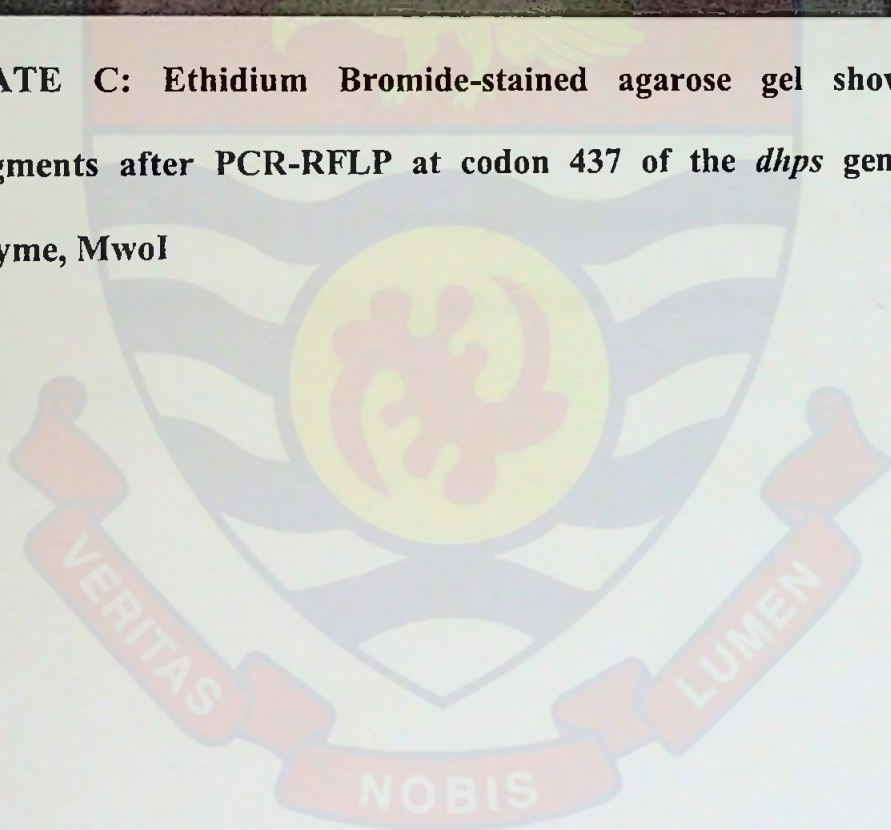 ATE C: Ethidium Bromide-stained agarose gel show
gments after PCR-RFLP at codon 437 of the dhps gen
yme, MwoI
VERITAS
NOBIS
LUMEN